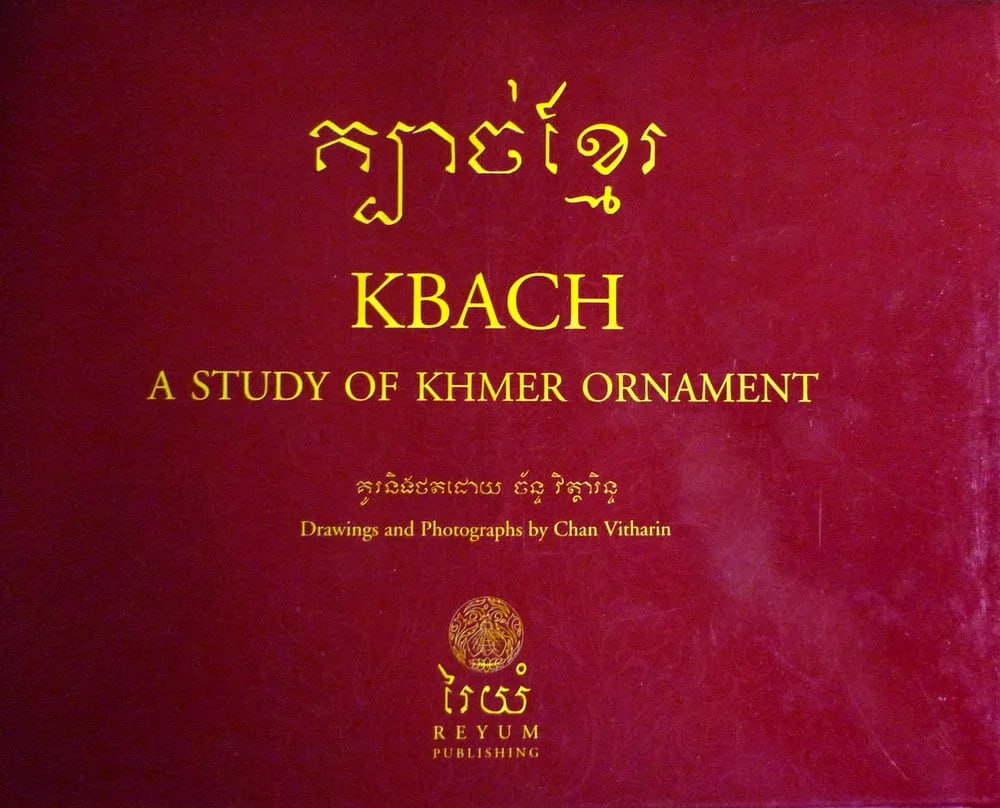 ក្បាច់ខ្មែរ
KBACH
A STUDY OF KHMER ORNAMENT
គូរនិងថតដោយ ច័ន្ទ វិត្ថារិន្ទ
Drawings and Photographs by Chan Vitharin
រៃយំ
REYUM
PUBLISHING